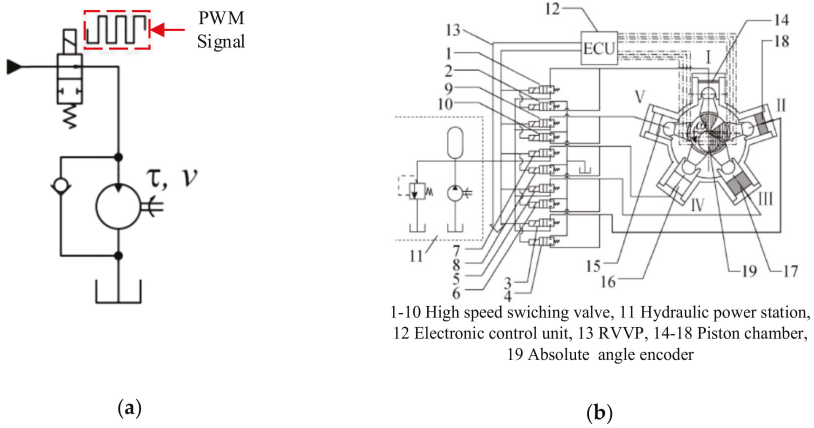 PWM
Signal
τ, v
(a)
12
13
1
2
9
10
ECU
14
18
I
II
III
IV
V
ω
11
7
8
5
6
3
4
15
16
19
17
1-10 High speed swiching valve, 11 Hydraulic power station,
12 Electronic control unit, 13 RVVP, 14-18 Piston chamber,
19 Absolute angle encoder
(b)